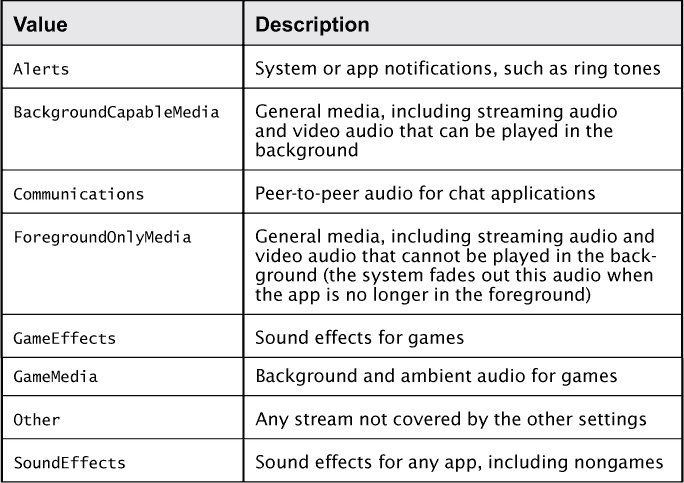 Value Description
Alerts System or app notifications, such as ring tones
BackgroundCapableMedia General media, including streaming audio
and video audio that can be played in the
background
Communications Peer-to-peer audio for chat applications
ForegroundOnlyMedia General media, including streaming audio and
video audio that cannot be played in the back-
ground (the system fades out this audio when
the app is no longer in the foreground)
GameEffects Sound effects for games
GameMedia Background and ambient audio for games
Other Any stream not covered by the other settings
SoundEffects Sound effects for any app, including nongames